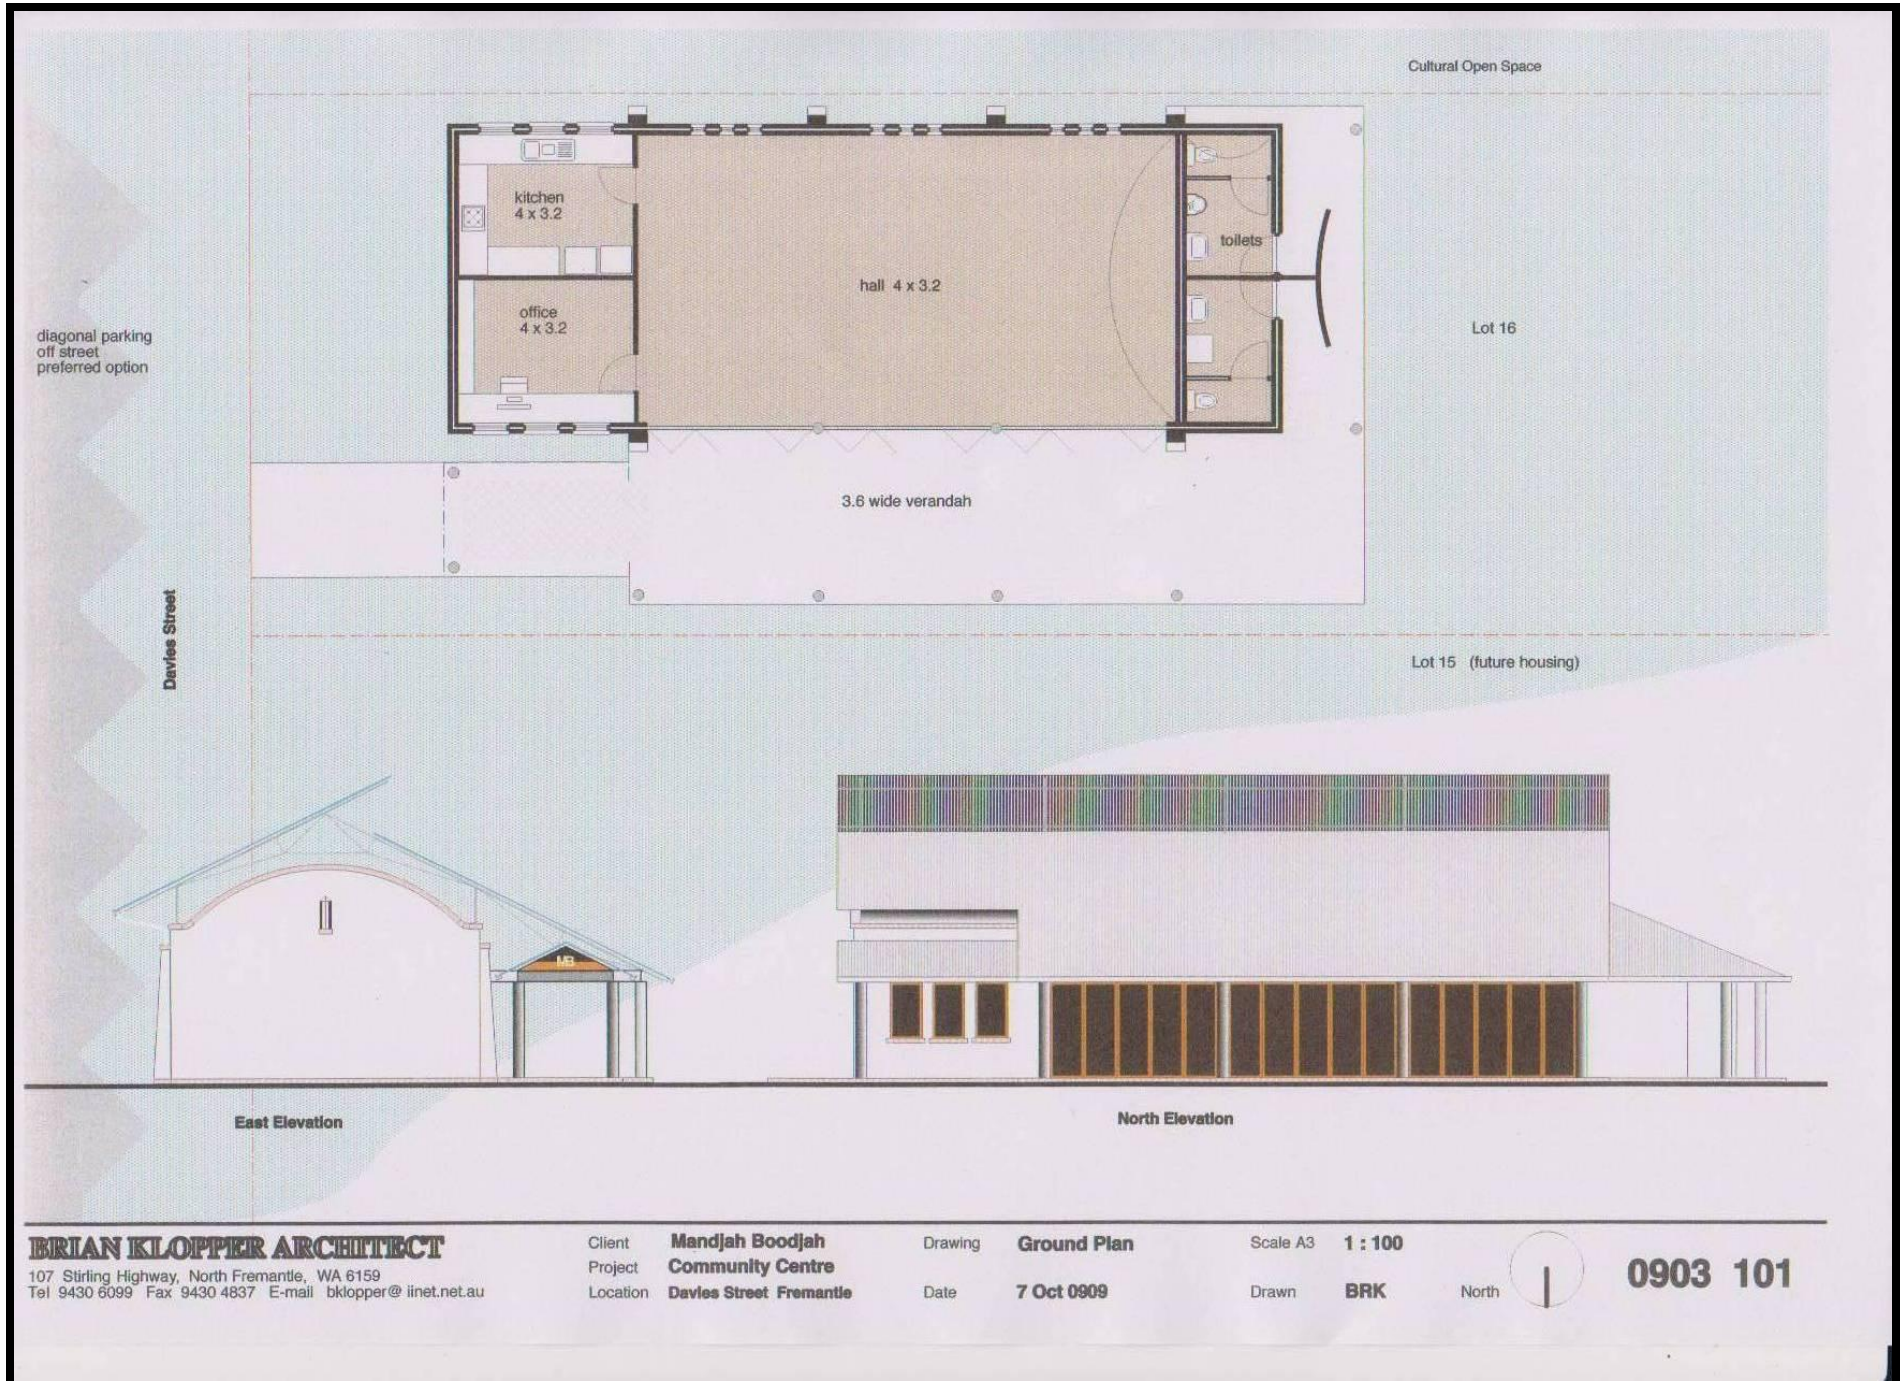 Cultural Open Space
kitchen
4 x 3.2
toilets
hall 4 x 3.2
office
4 x 3.2
diagonal parking
off street
preferred option
Lot 16
3.6 wide verandah
Davies Street
Lot 15 (future housing)
MB
East Elevation
North Elevation
BRIAN KLOPPER ARCHITECT
107 Stirling Highway, North Fremantle, WA 6159
Tel 9430 6099 Fax 9430 4837 E-mail bklopper@ iinet.net.au
Client Mandjah Boodjah
Project Community Centre
Location Davies Street Fremantle
Drawing Ground Plan
Date 7 Oct 0909
Scale A3 1 : 100
Drawn BRK
North
0903 101